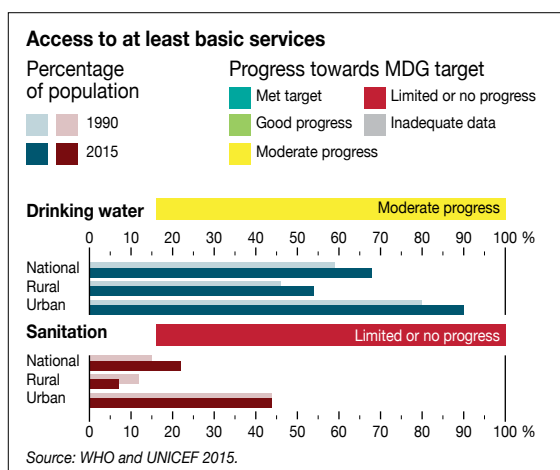 Access to at least basic services
Percentage of population
1990
2015
Progress towards MDG target
Met target
Good progress
Moderate progress
Limited or no progress
Inadequate data
Drinking water
Moderate progress
0 10 20 30 40 50 60 70 80 90 100 %
National
Rural
Urban
Sanitation
Limited or no progress
National
Rural
Urban
0 10 20 30 40 50 60 70 80 90 100 %
Source: WHO and UNICEF 2015.